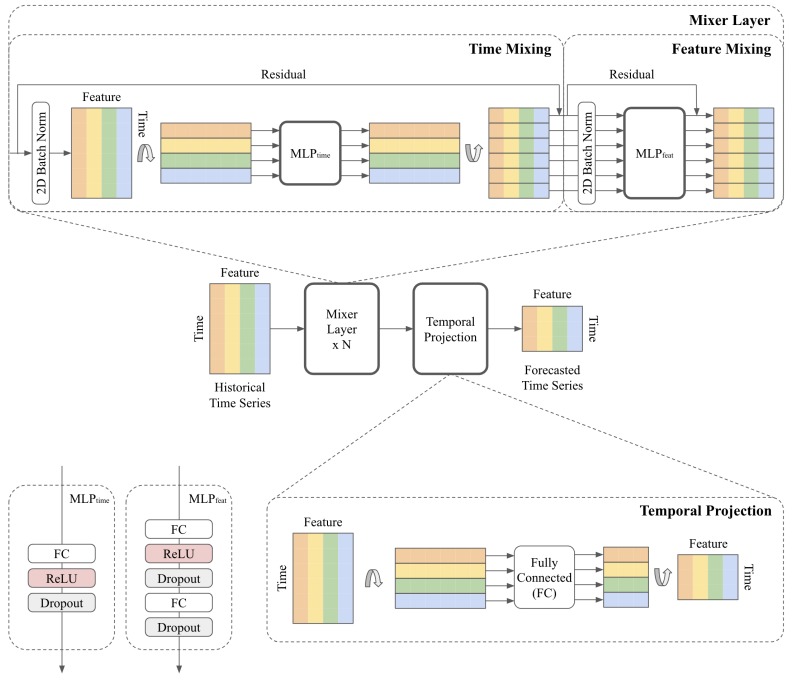 Mixer Layer
Time Mixing
Feature Mixing
Residual
Residual
Feature
Time
2D Batch Norm
MLPtime
2D Batch Norm
MLPfeat
Feature
Time
Mixer
Layer
x N
Temporal
Projection
Feature
Time
Historical
Time Series
Forecasted
Time Series
MLPtime
FC
ReLU
Dropout
MLPfeat
FC
ReLU
Dropout
FC
Dropout
Temporal Projection
Feature
Time
Fully
Connected
(FC)
Feature
Time